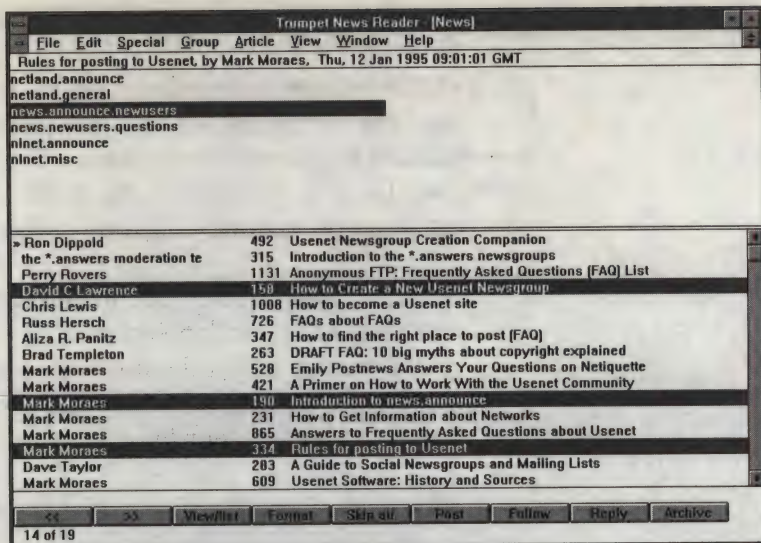 Trumpet News Reader - [News]
File Edit Special Group Article View Window Help
Rules for posting to Usenet, by Mark Moraes, Thu, 12 Jan 1995 09:01:01 GMT
netland.announce
netland.general
news.announce.newusers
news.newusers.questions
nlnet.announce
nlnet.misc
» Ron Dippold 492 Usenet Newsgroup Creation Companion
the *.answers moderation te 315 Introduction to the *.answers newsgroups
Perry Rovers 1131 Anonymous FTP: Frequently Asked Questions (FAQ) List
David C Lawrence 158 How to Create a New Usenet Newsgroup
Chris Lewis 1008 How to become a Usenet site
Russ Hersch 726 FAQs about FAQs
Aliza R. Panitz 347 How to find the right place to post (FAQ)
Brad Templeton 263 DRAFT FAQ: 10 big myths about copyright explained
Mark Moraes 528 Emily Postnews Answers Your Questions on Netiquette
Mark Moraes 421 A Primer on How to Work With the Usenet Community
Mark Moraes 190 Introduction to news.announce
Mark Moraes 231 How to Get Information about Networks
Mark Moraes 865 Answers to Frequently Asked Questions about Usenet
Mark Moraes 334 Rules for posting to Usenet
Dave Taylor 283 A Guide to Social Newsgroups and Mailing Lists
Mark Moraes 609 Usenet Software: History and Sources
<< >> View/list Format Skip all Post Follow Reply Archive
14 of 19